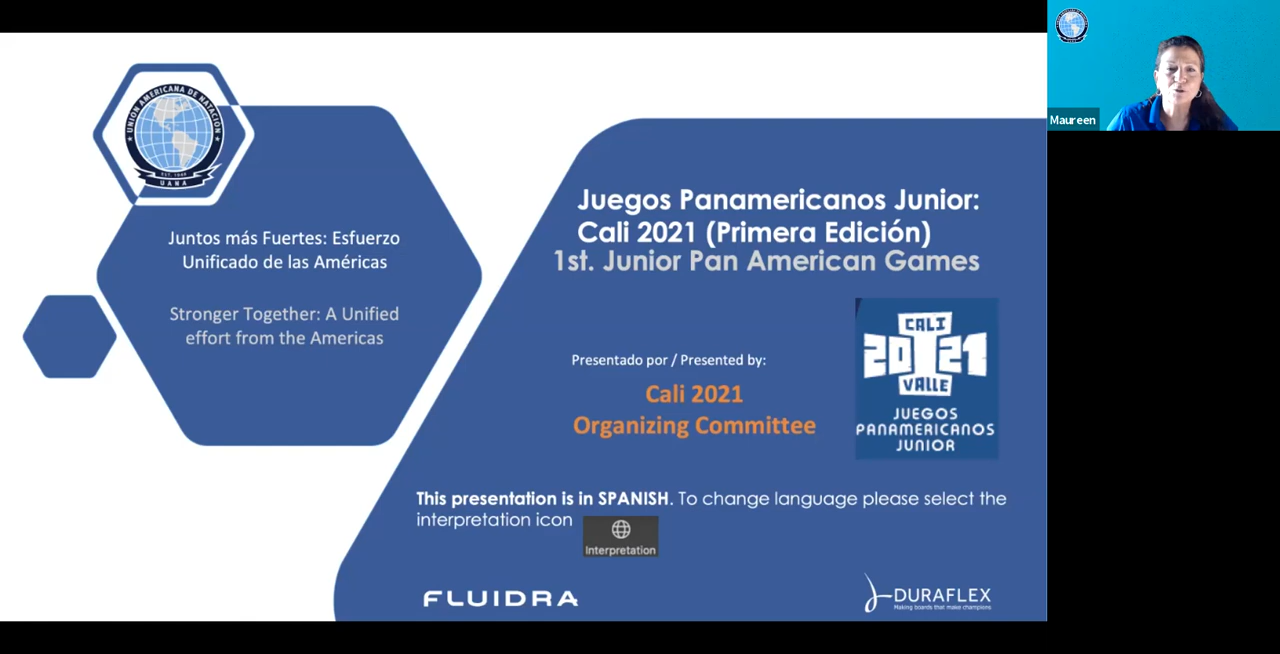 UNION AMERICANA DE NATACIÓN
EST. 1948
UANA
Juntos más Fuertes: Esfuerzo
Unificado de las Américas
Stronger Together: A Unified
effort from the Americas
Juegos Panamericanos Junior:
Cali 2021 (Primera Edición)
1st. Junior Pan American Games
Presentado por / Presented by:
Cali 2021
Organizing Committee
CALI
2021
VALLE
JUEGOS
PANAMERICANOS
JUNIOR
This presentation is in SPANISH. To change language please select the
interpretation icon
Interpretation
FLUIDRA
DURAFLEX
Making boards that make champions
Maureen